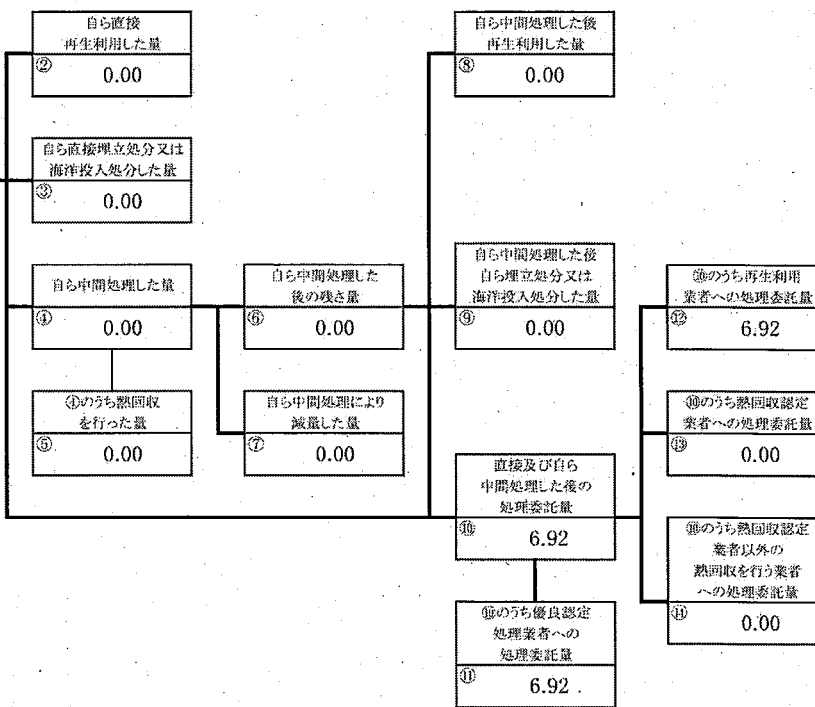 自ら直接
再生利用した量
② 0.00
自ら直接埋立処分又は
海洋投入処分した量
③ 0.00
自ら中間処理した量
④ 0.00
④のうち熱回収
を行った量
⑤ 0.00
自ら中間処理した
後の残さ量
⑥ 0.00
自ら中間処理により
減量した量
⑦ 0.00
自ら中間処理した後
再生利用した量
⑧ 0.00
自ら中間処理した後
自ら埋立処分又は
海洋投入処分した量
⑨ 0.00
直接及び自ら
中間処理した後の
処理委託量
⑩ 6.92
⑩のうち優良認定
処理業者への
処理委託量
⑪ 6.92
⑩のうち再生利用
業者への処理委託量
⑫ 6.92
⑩のうち熱回収認定
業者への処理委託量
⑬ 0.00
⑩のうち熱回収認定
業者以外の
熱回収を行う業者
への処理委託量
⑭ 0.00